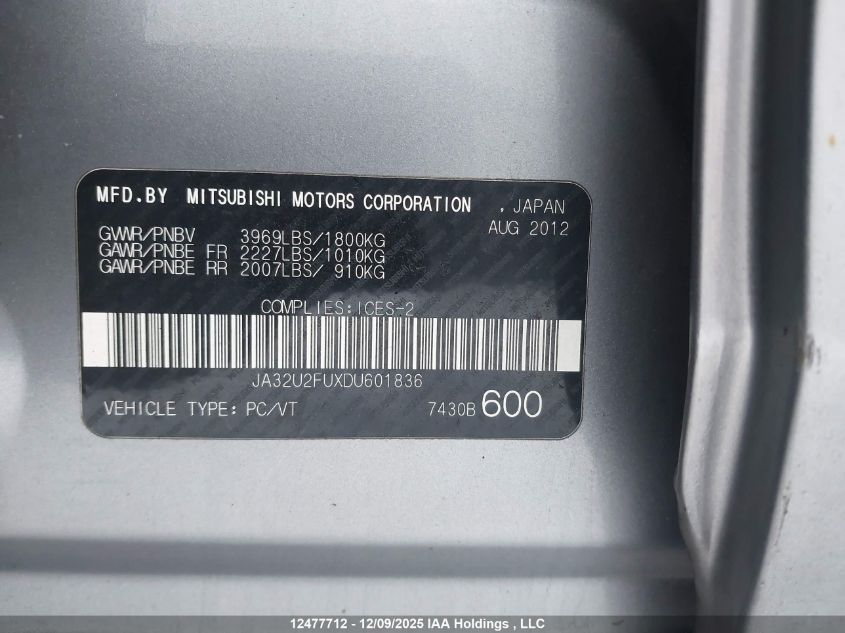 MFD.BY MITSUBISHI MOTORS CORPORATION , JAPAN
AUG 2012
GVWR/PNBV 3969LBS/1800KG
GAWR/PNBE FR 2227LBS/1010KG
GAWR/PNBE RR 2007LBS/ 910KG
COMPLIES:ICES-2
JA32U2FUXDU601836
VEHICLE TYPE: PC/VT 7430B 600
12477712 - 12/09/2025 IAA Holdings , LLC